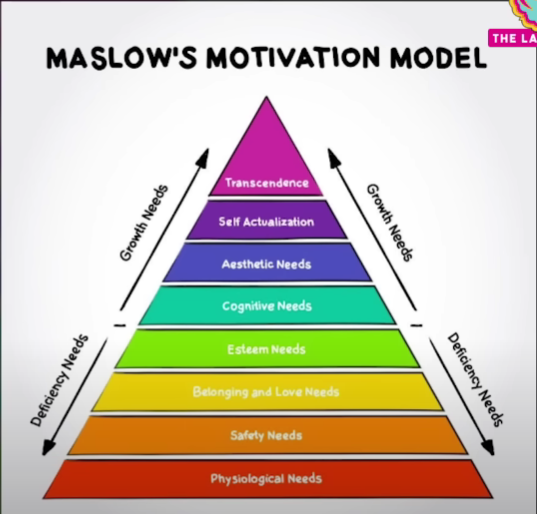 THE LA
MASLOW'S MOTIVATION MODEL
Transcendence
Self Actualization
Aesthetic Needs
Cognitive Needs
Esteem Needs
Belonging and Love Needs
Safety Needs
Physiological Needs
Growth Needs
Growth Needs
Deficiency Needs
Deficiency Needs